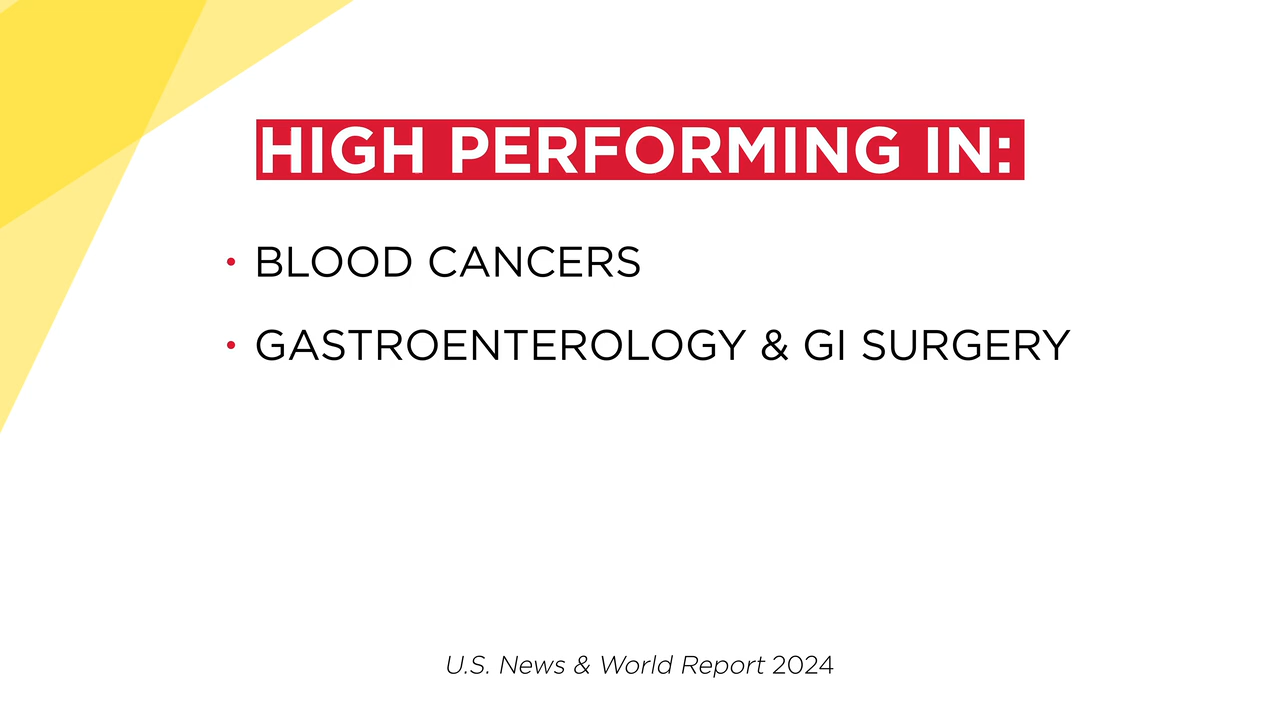 HIGH PERFORMING IN:
• BLOOD CANCERS
• GASTROENTEROLOGY & GI SURGERY
U.S. News & World Report 2024